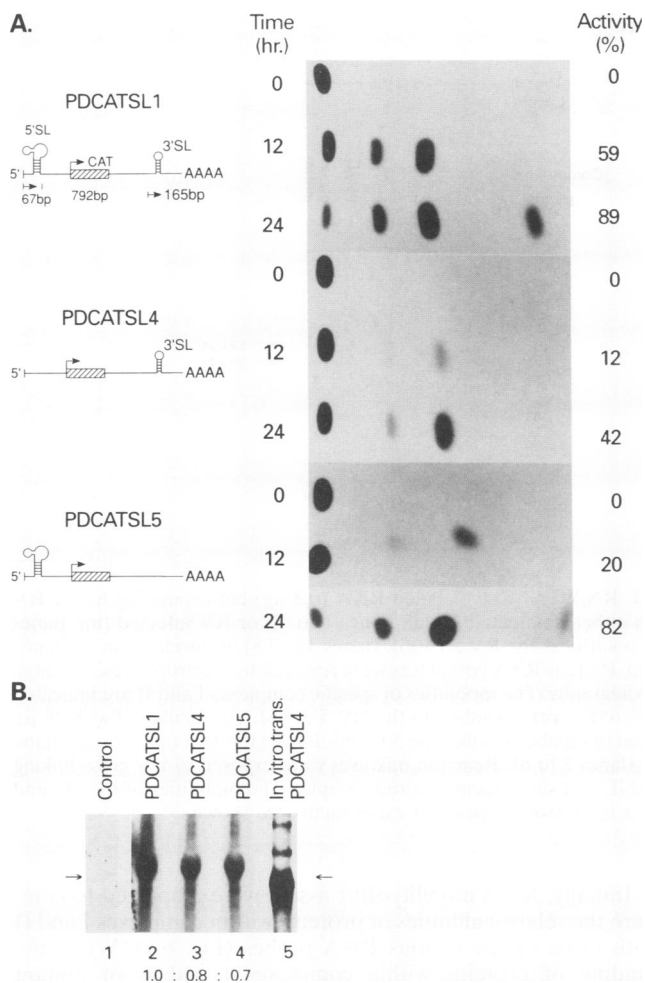 A.
Time
(hr.)
Activity
(%)
PDCATSL1
5'SL
CAT
3'SL
5'
AAAA
67bp
792bp
165bp
0
0
12
59
24
89
PDCATSL4
3'SL
5'
AAAA
0
0
12
12
24
42
PDCATSL5
5'
AAAA
0
0
12
20
24
82
B.
Control
PDCATSL1
PDCATSL4
PDCATSL5
In vitro trans.
PDCATSL4
1 2 3 4 5
1.0 : 0.8 : 0.7